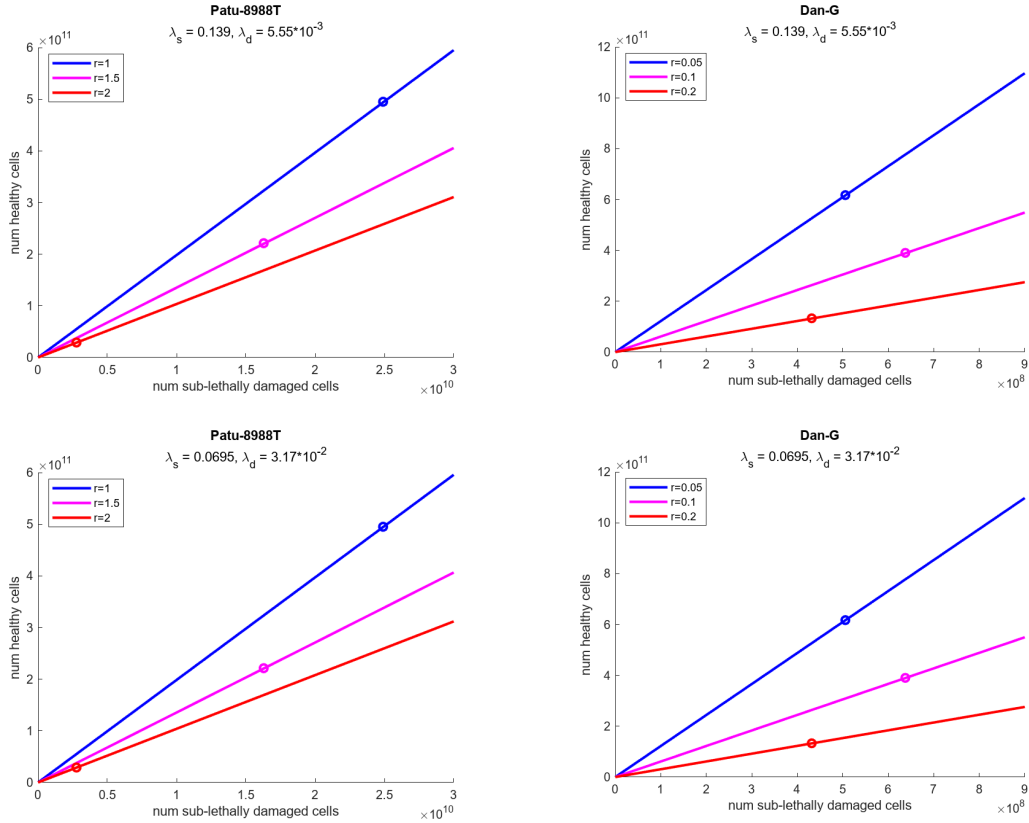 Patu-8988T
λ_s = 0.139, λ_d = 5.55*10^-3
×10^11
r=1
r=1.5
r=2
6
5
4
3
2
1
0
num healthy cells
0 0.5 1 1.5 2 2.5 3
num sub-lethally damaged cells
×10^10
Dan-G
λ_s = 0.139, λ_d = 5.55*10^-3
×10^11
r=0.05
r=0.1
r=0.2
12
10
8
6
4
2
0
num healthy cells
0 1 2 3 4 5 6 7 8 9
num sub-lethally damaged cells
×10^8
Patu-8988T
λ_s = 0.0695, λ_d = 3.17*10^-2
×10^11
r=1
r=1.5
r=2
6
5
4
3
2
1
0
num healthy cells
0 0.5 1 1.5 2 2.5 3
num sub-lethally damaged cells
×10^10
Dan-G
λ_s = 0.0695, λ_d = 3.17*10^-2
×10^11
r=0.05
r=0.1
r=0.2
12
10
8
6
4
2
0
num healthy cells
0 1 2 3 4 5 6 7 8 9
num sub-lethally damaged cells
×10^8